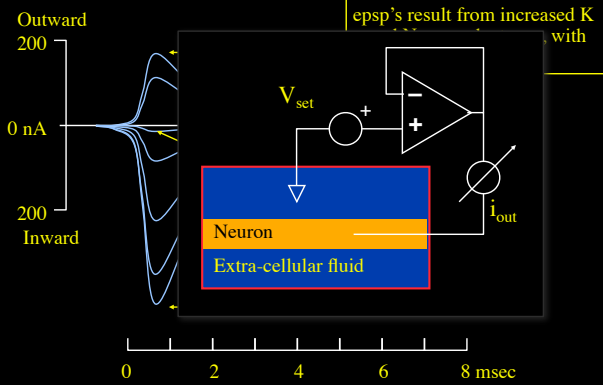 Outward
200
0 nA
200
Inward
epsp's result from increased K
, with
V set
+
−
+
i out
Neuron
Extra-cellular fluid
0
2
4
6
8 msec